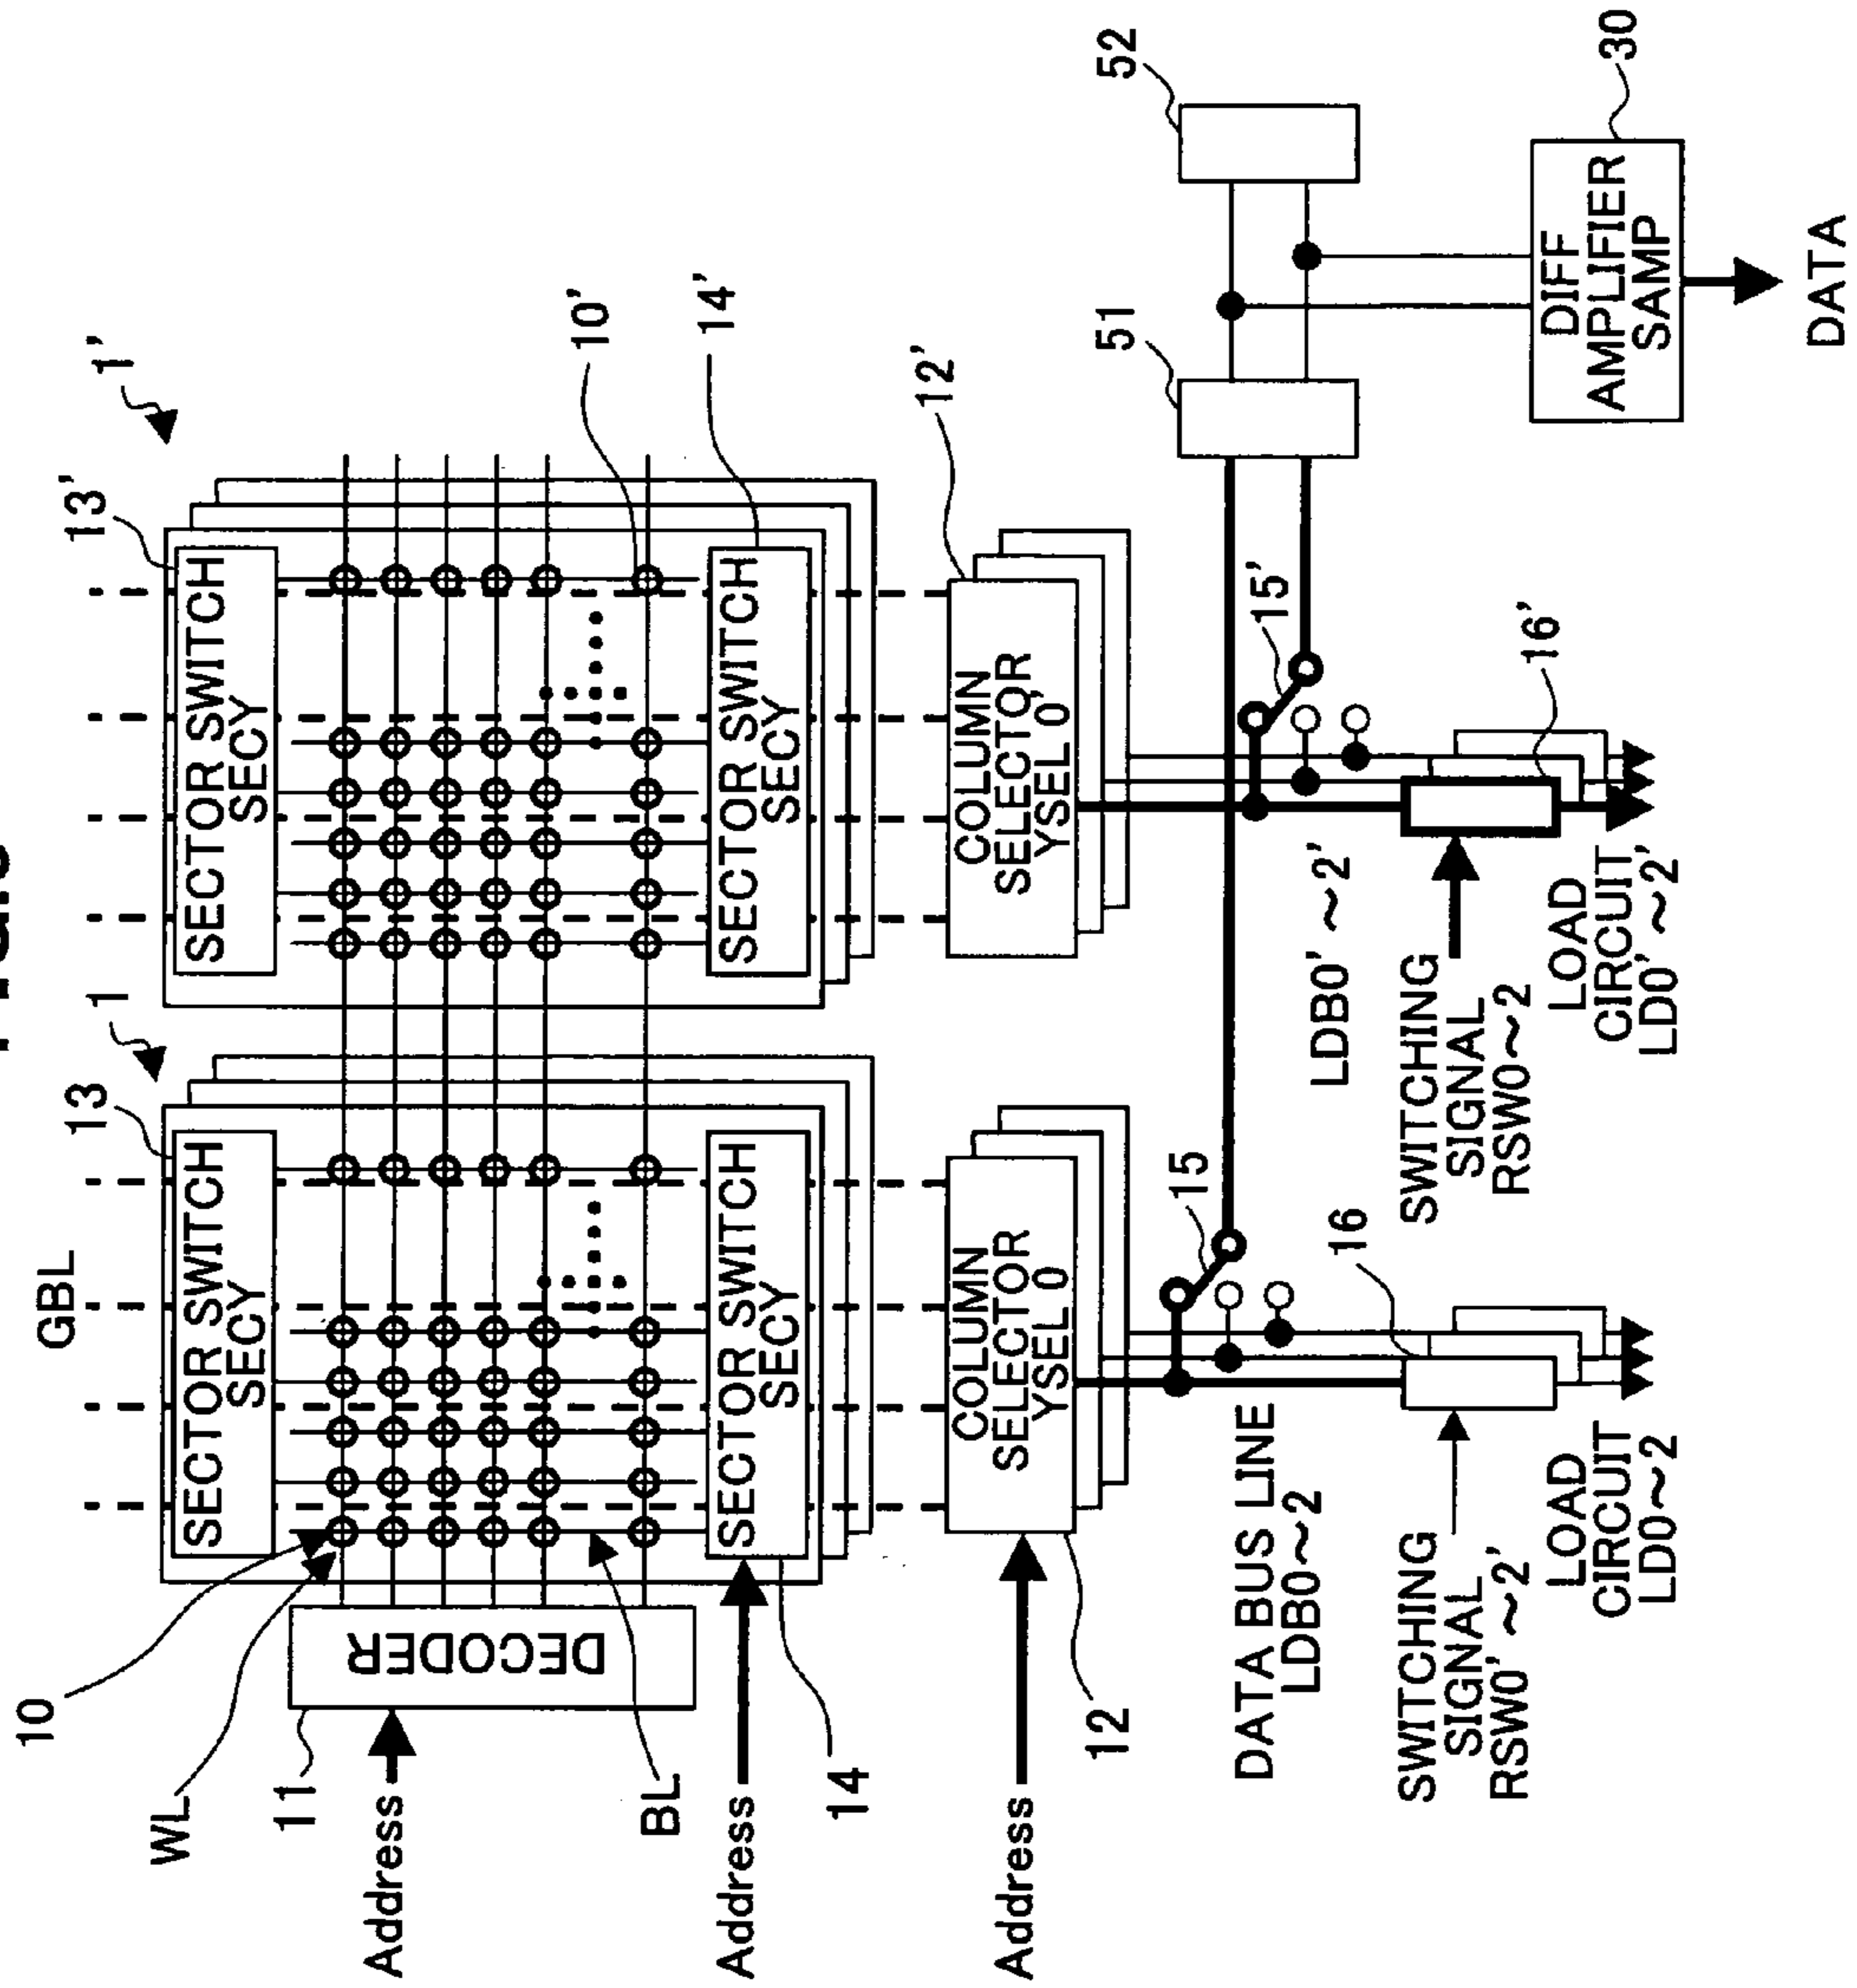 10
GBL
13
1
13'
1'
WL
SECTOR SWITCH
SECY
SECTOR SWITCH
SECY
11
DECODER
Address
10'
BL
14'
Address
SECTOR SWITCH
SECY
SECTOR SWITCH
SECY
14
12'
Address
COLUMN
SELECTOR
YSEL 0
COLUMN
SELECTOR
YSEL 0'
12
51
52
15
15'
DATA BUS LINE
LDB0~2
LDB0'~2'
16
16'
SWITCHING
SIGNAL
RSW0'~2'
SWITCHING
SIGNAL
RSW0~2
LOAD
CIRCUIT
LD0~2
LOAD
CIRCUIT
LD0'~2'
30
DIFF
AMPLIFIER
SAMP
DATA